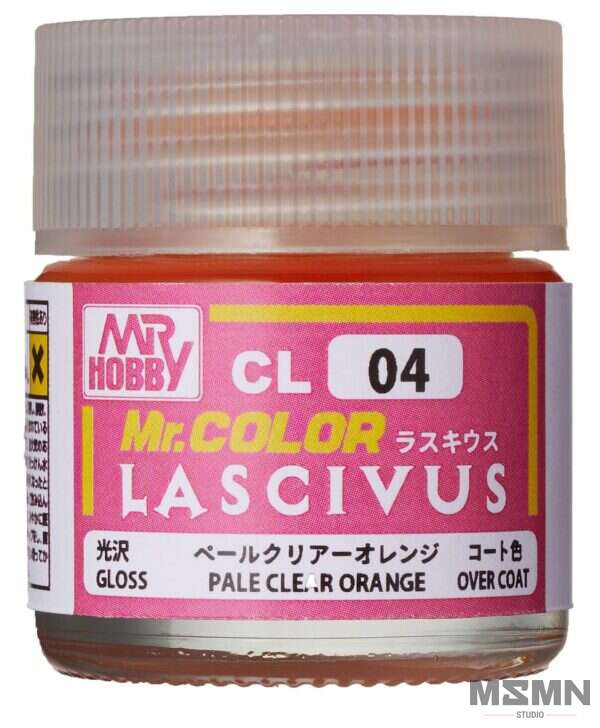 MR
HOBBY
CL 04
Mr.COLOR ラスキウス
LASCIVUS
光沢 ペールクリアーオレンジ コート色
GLOSS PALE CLEAR ORANGE OVER COAT
MSMN
STUDIO